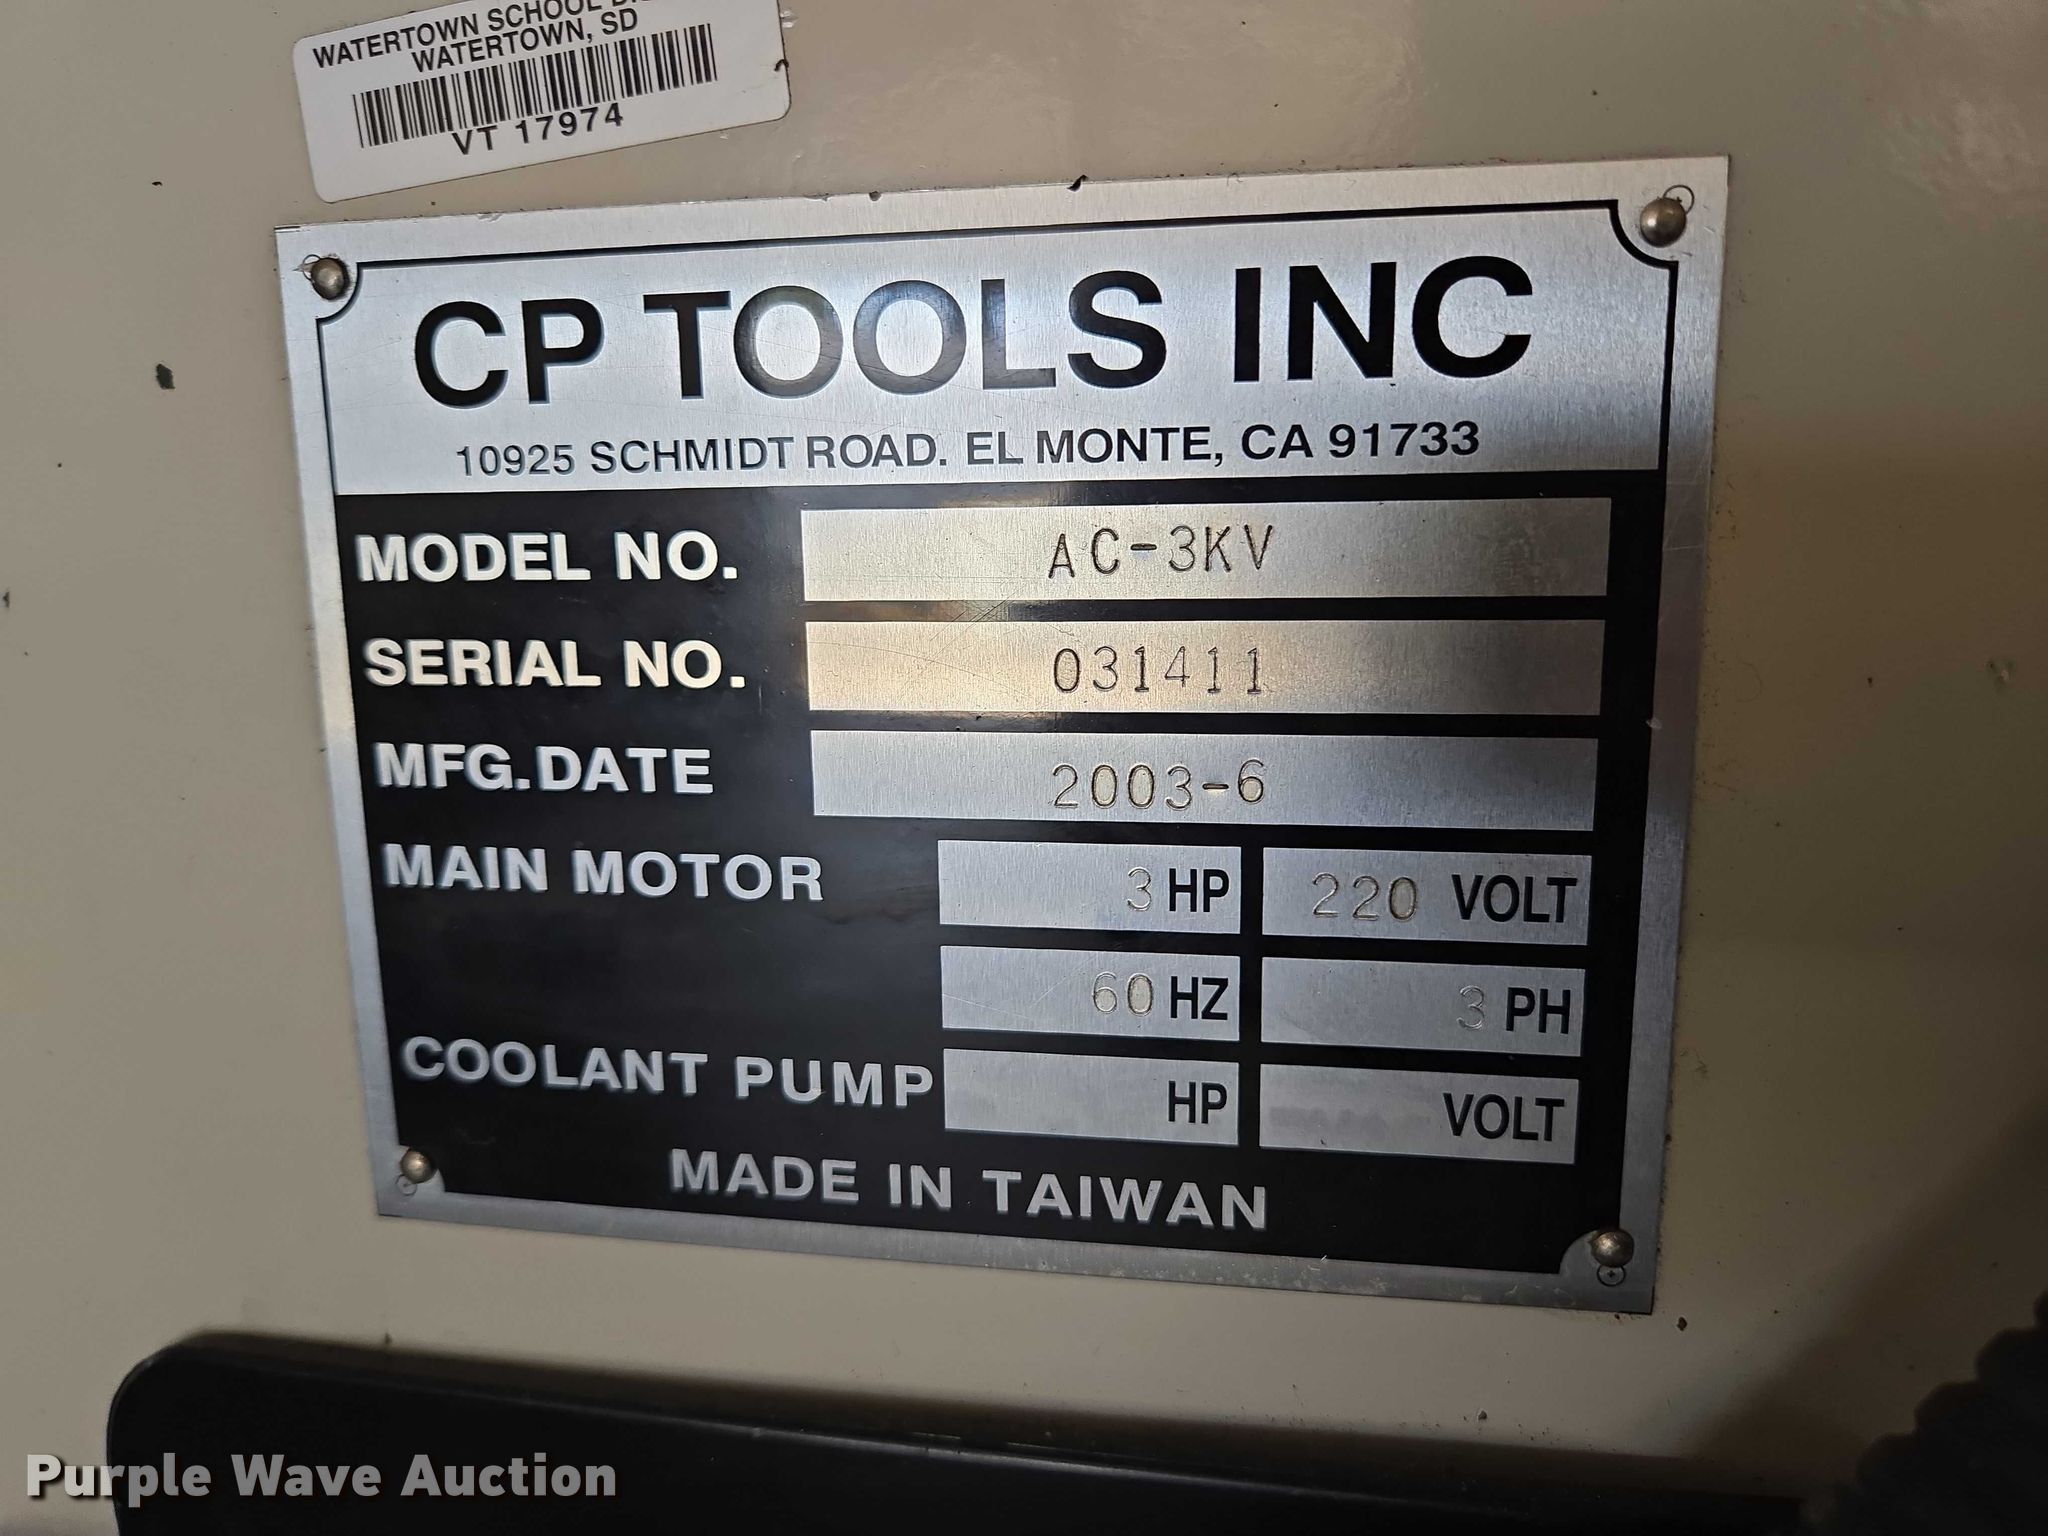 WATERTOWN SCHOOL
WATERTOWN, SD
VT 17974
CP TOOLS INC
10925 SCHMIDT ROAD. EL MONTE, CA 91733
MODEL NO. AC-3KV
SERIAL NO. 031411
MFG.DATE 2003-6
MAIN MOTOR 3 HP 220 VOLT
60 HZ 3 PH
COOLANT PUMP HP VOLT
MADE IN TAIWAN
Purple Wave Auction